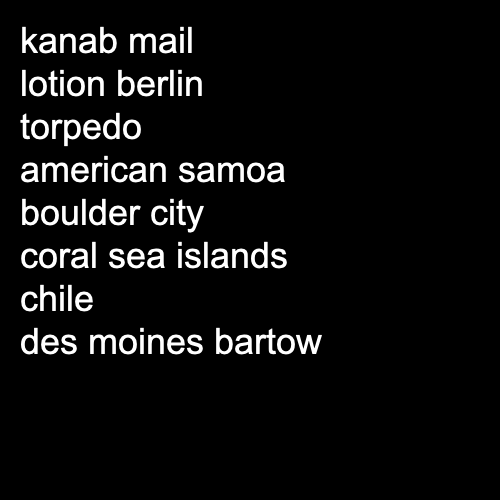 kanab mail
lotion berlin
torpedo
american samoa
boulder city
coral sea islands
chile
des moines bartow